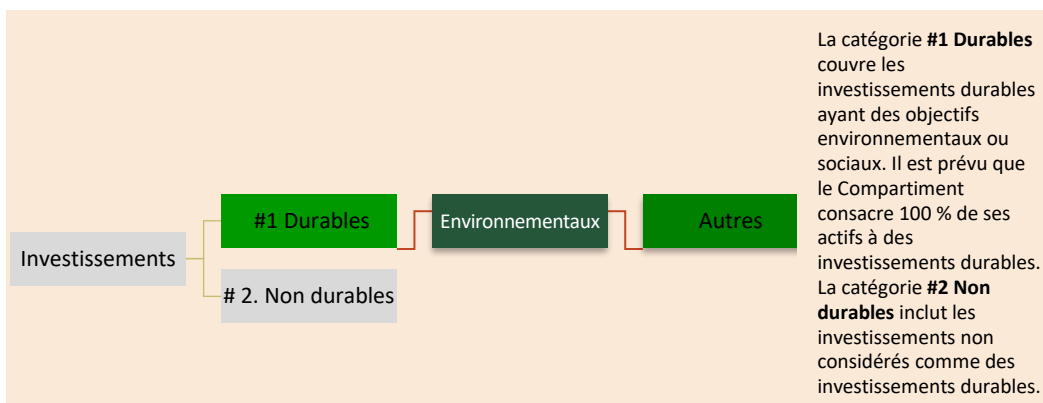 Investissements
#1 Durables
# 2. Non durables
Environnementaux
Autres
La catégorie #1 Durables
couvre les
investissements durables
ayant des objectifs
environnementaux ou
sociaux. Il est prévu que
le Compartiment
consacre 100 % de ses
actifs à des
investissements durables.
La catégorie #2 Non
durables inclut les
investissements non
considérés comme des
investissements durables.